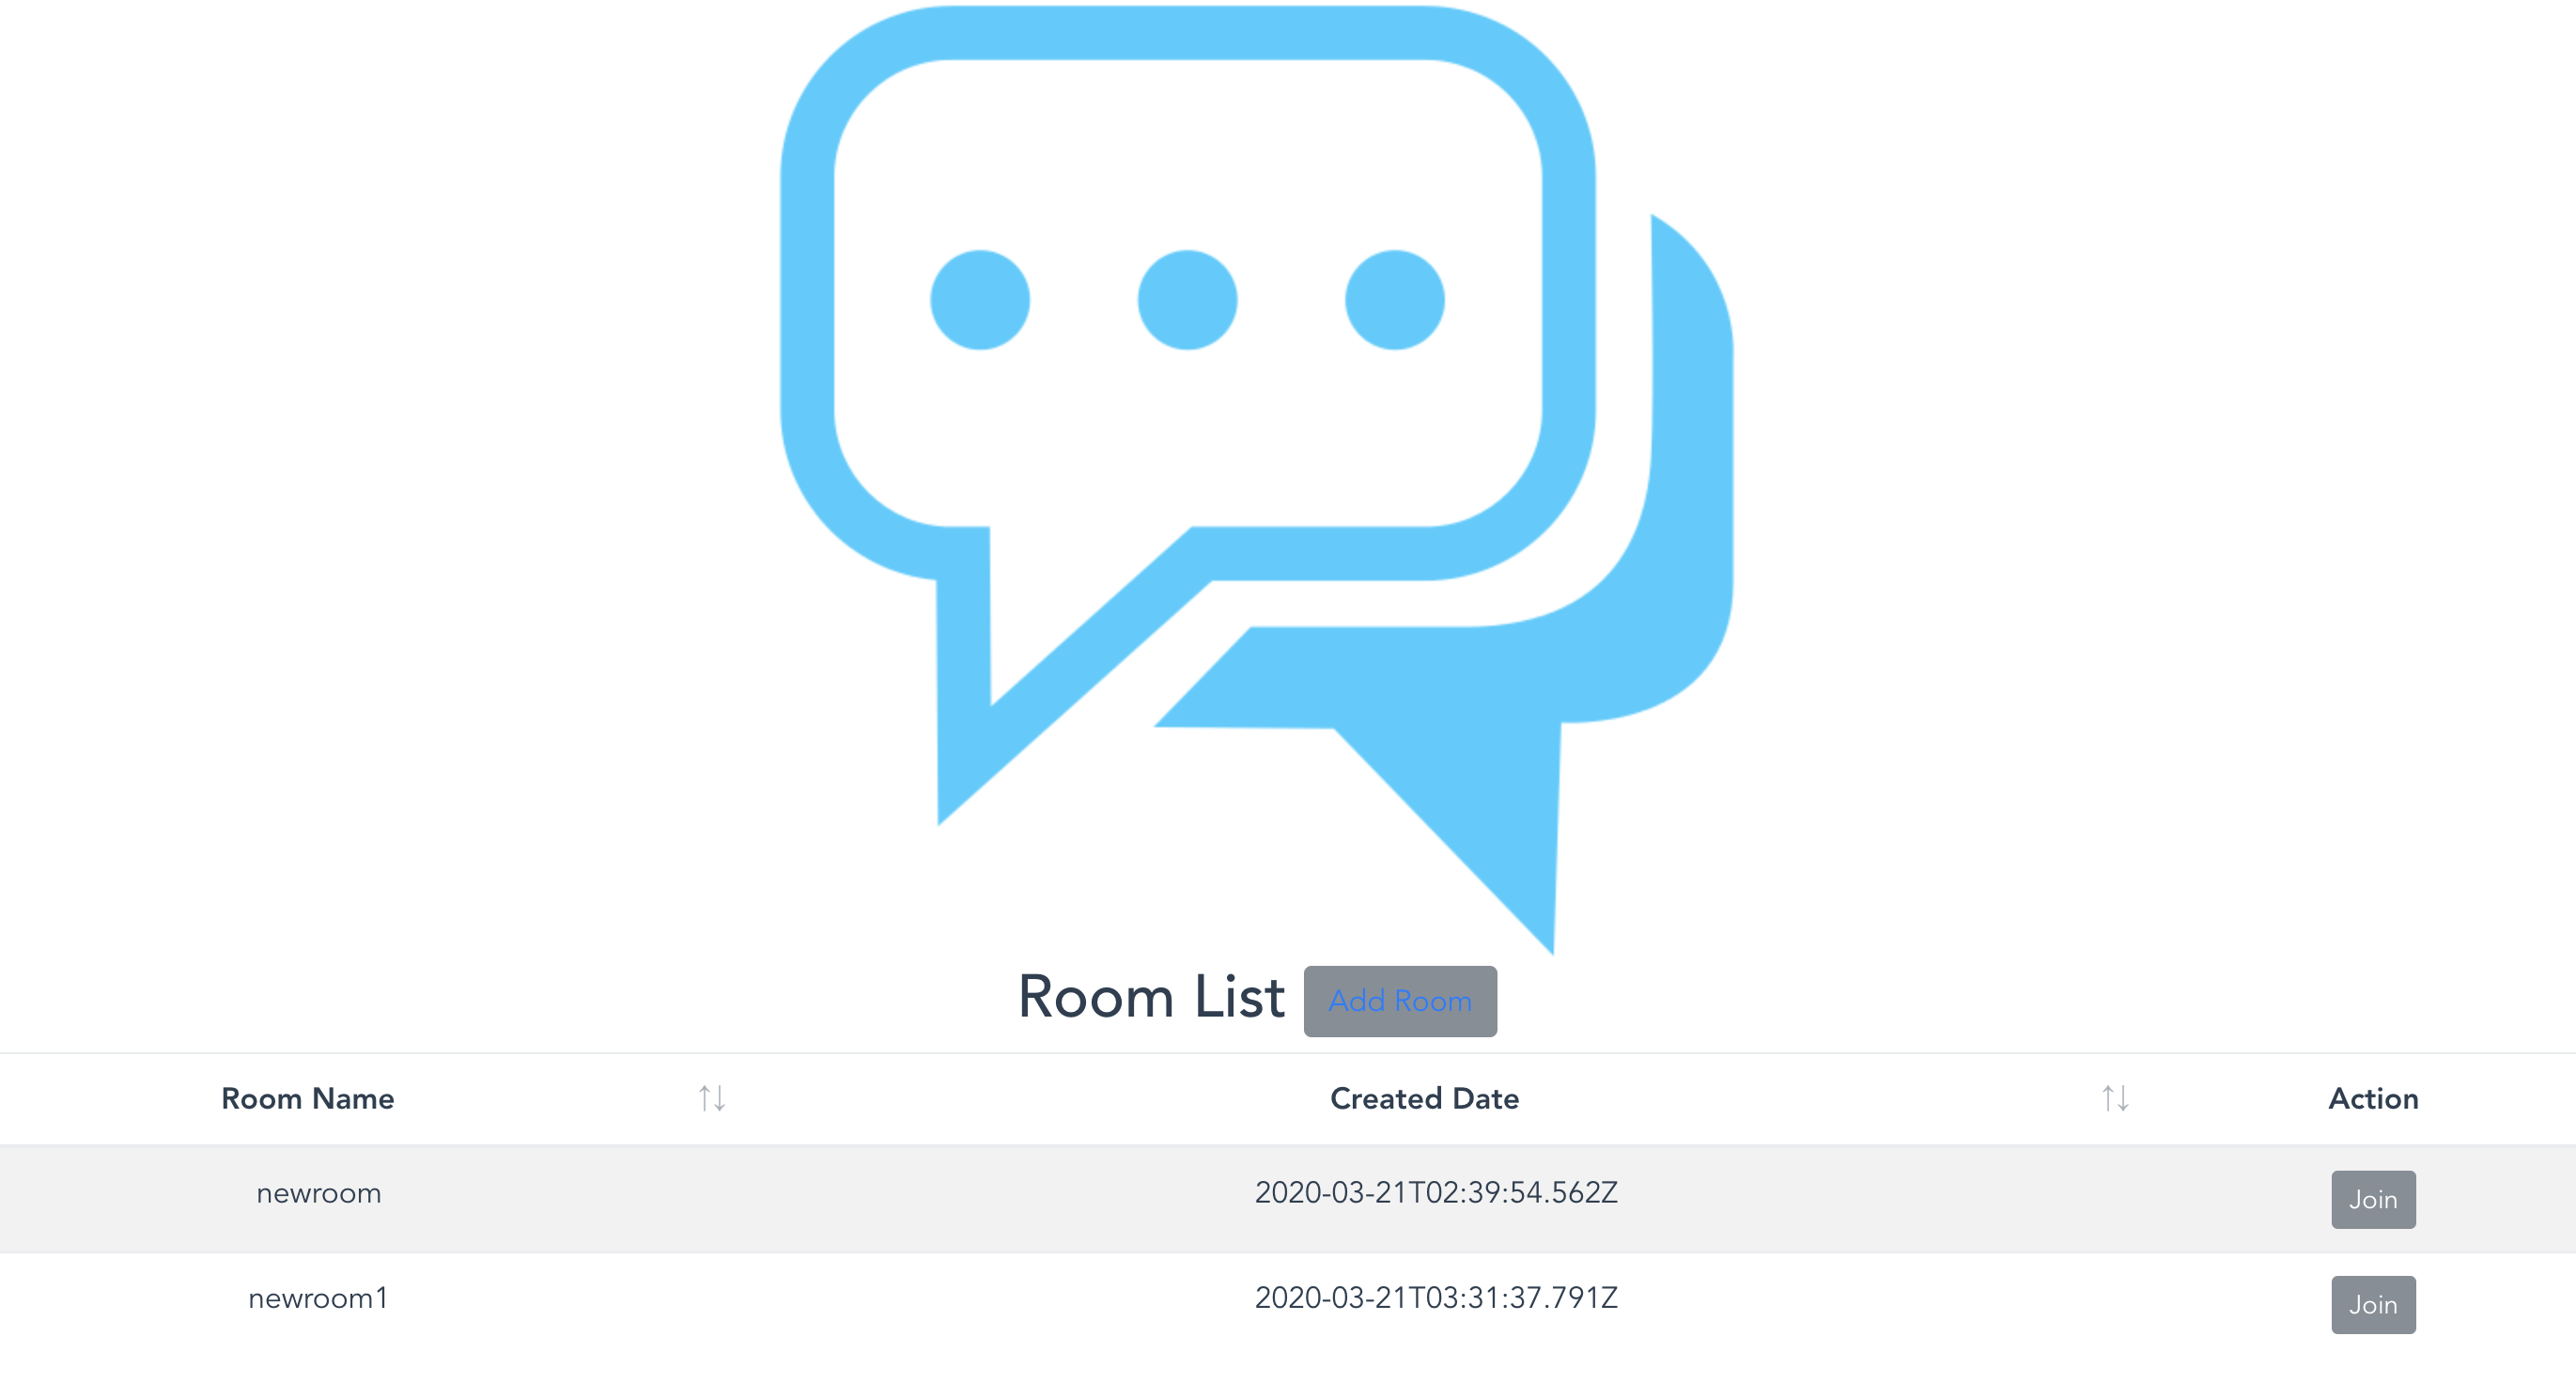 Room List Add Room
Room Name ↑↓ Created Date ↑↓ Action
newroom 2020-03-21T02:39:54.562Z Join
newroom1 2020-03-21T03:31:37.791Z Join